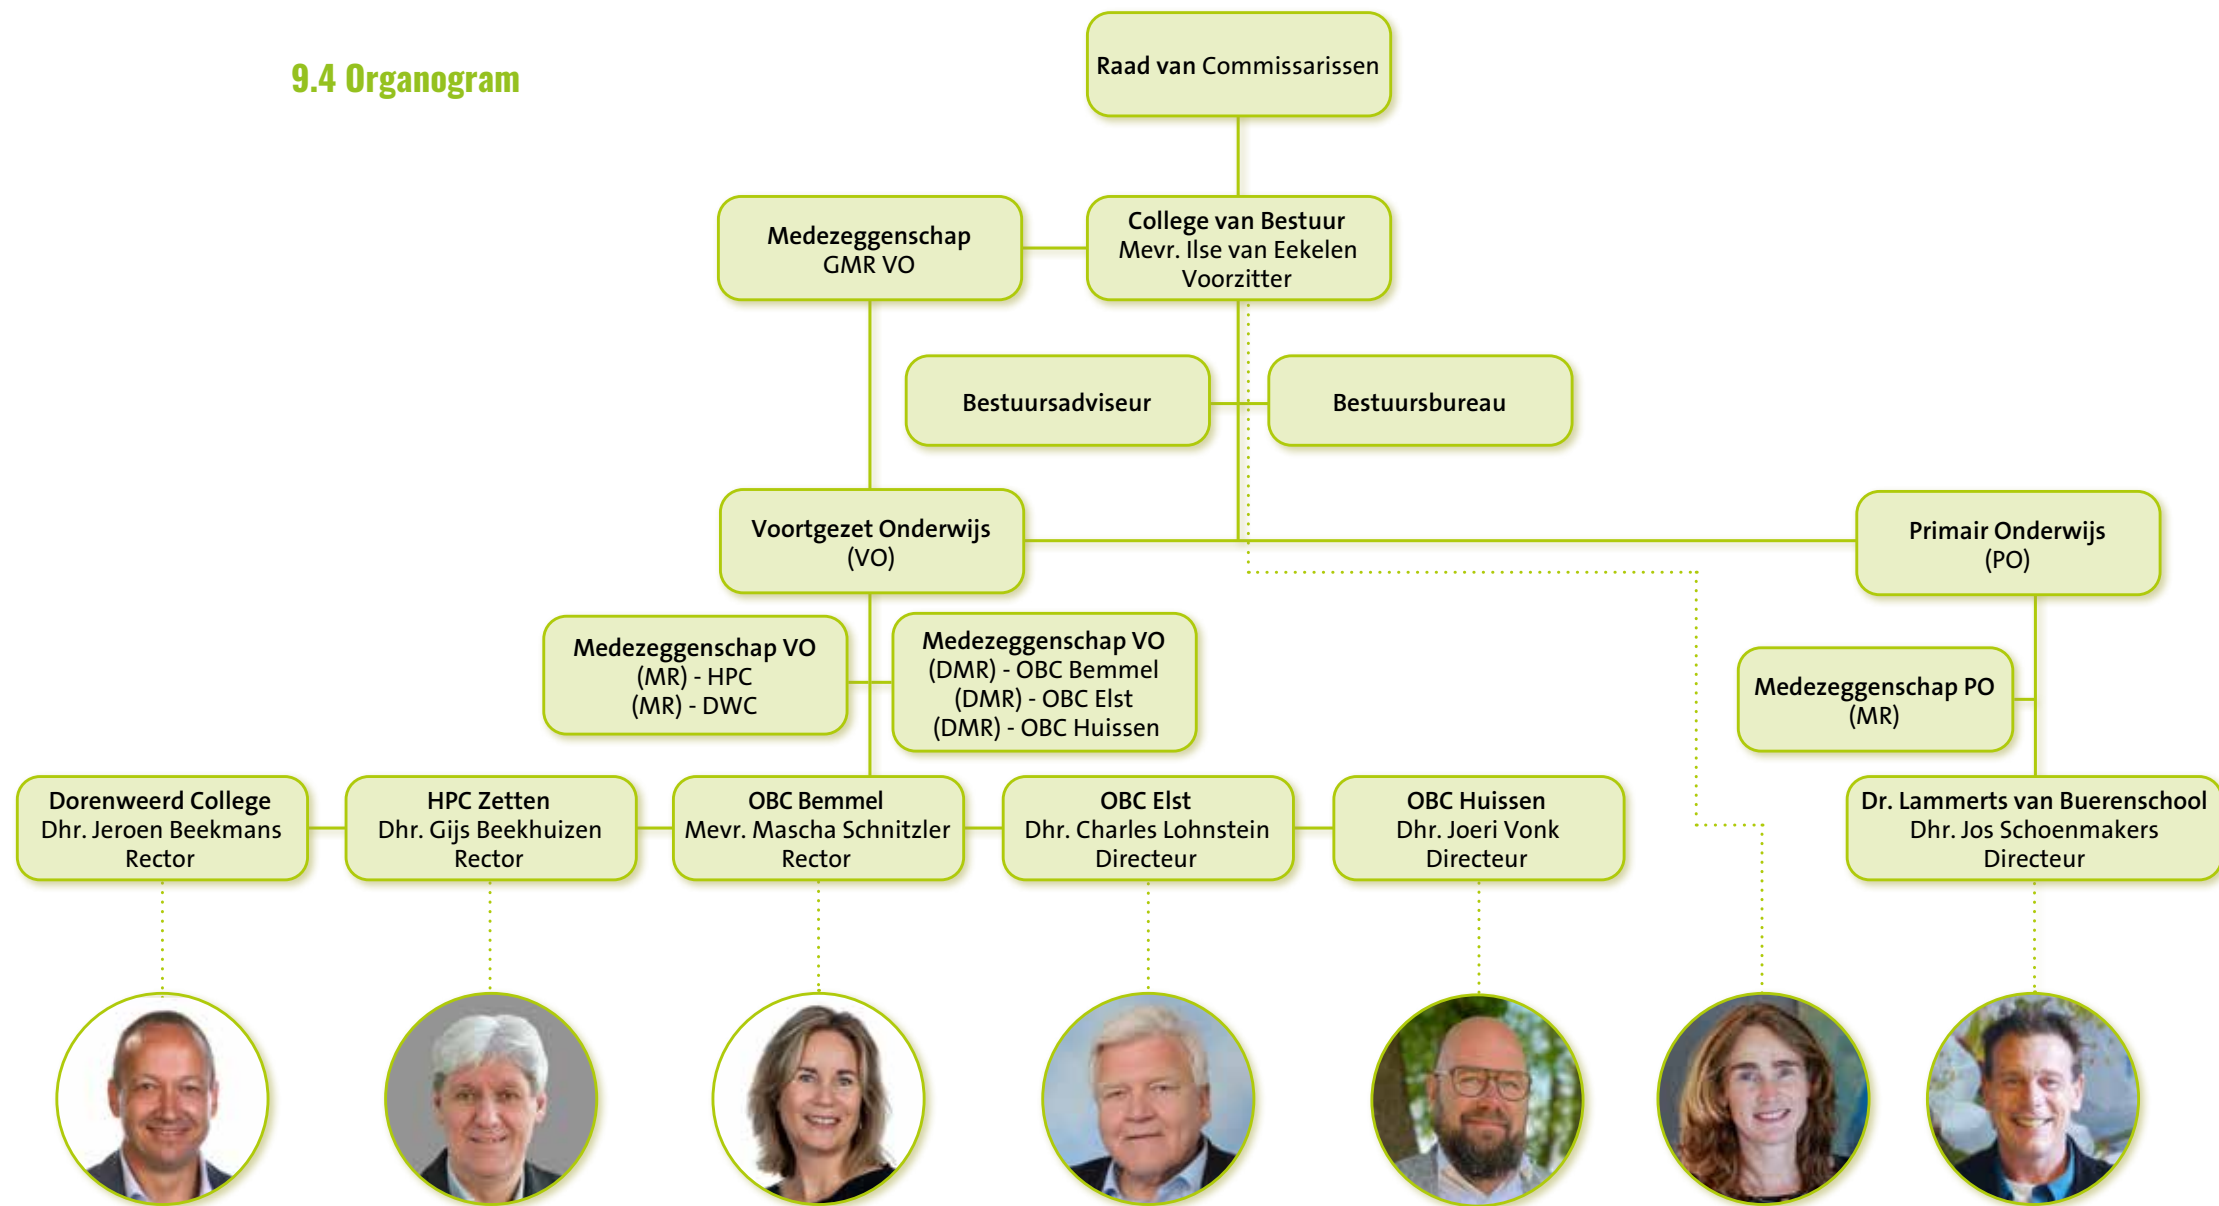 9.4 Organogram
Raad van Commissarissen
Medezeggenschap
GMR VO
College van Bestuur
Mevr. Ilse van Eekelen
Voorzitter
Bestuursadviseur
Bestuursbureau
Voortgezet Onderwijs
(VO)
Primair Onderwijs
(PO)
Medezeggenschap VO
(MR) - HPC
(MR) - DWC
Medezeggenschap VO
(DMR) - OBC Bemmel
(DMR) - OBC Elst
(DMR) - OBC Huissen
Medezeggenschap PO
(MR)
Dorenweerd College
Dhr. Jeroen Beekmans
Rector
HPC Zetten
Dhr. Gijs Beekhuizen
Rector
OBC Bemmel
Mevr. Mascha Schnitzler
Rector
OBC Elst
Dhr. Charles Lohnstein
Directeur
OBC Huissen
Dhr. Joeri Vonk
Directeur
Dr. Lammerts van Buerenschool
Dhr. Jos Schoenmakers
Directeur